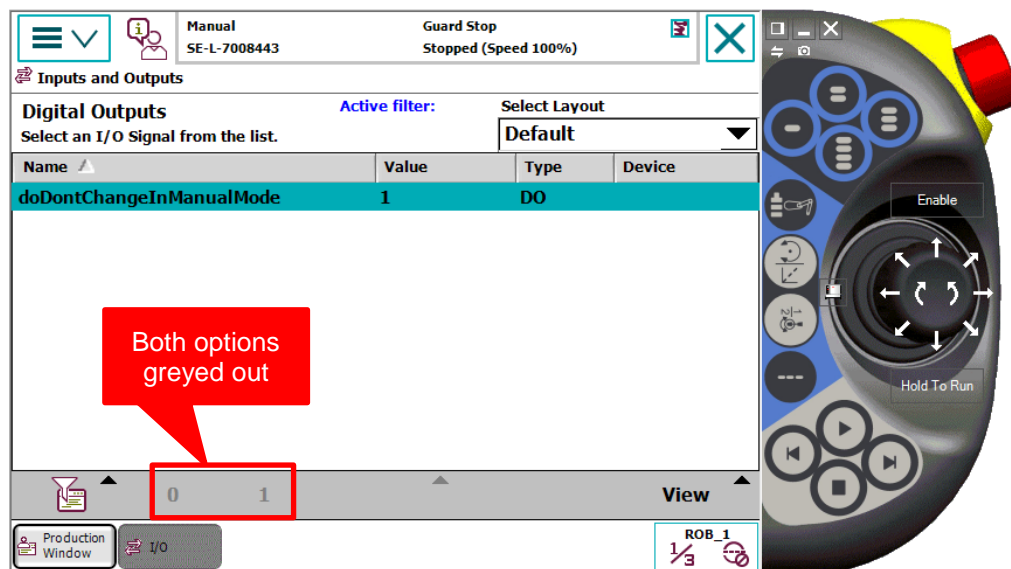 Manual
SE-L-7008443
Guard Stop
Stopped (Speed 100%)
Inputs and Outputs
Digital Outputs
Select an I/O Signal from the list.
Active filter:
Select Layout
Default
Name Value Type Device
doDontChangeInManualMode 1 DO
Both options
greyed out
0 1
View
Production
Window
I/O
ROB_1
1/3
Enable
Hold To Run